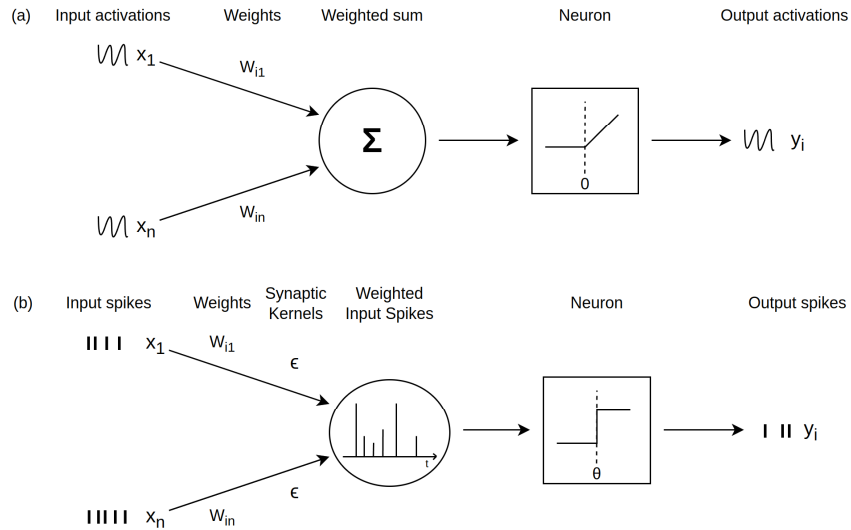 (a) Input activations Weights Weighted sum Neuron Output activations
x1
Wi1
Σ
0
yi
Win
xn
(b) Input spikes Weights Synaptic Kernels Weighted Input Spikes Neuron Output spikes
x1
Wi1
ϵ
t
θ
yi
ϵ
xn
Win